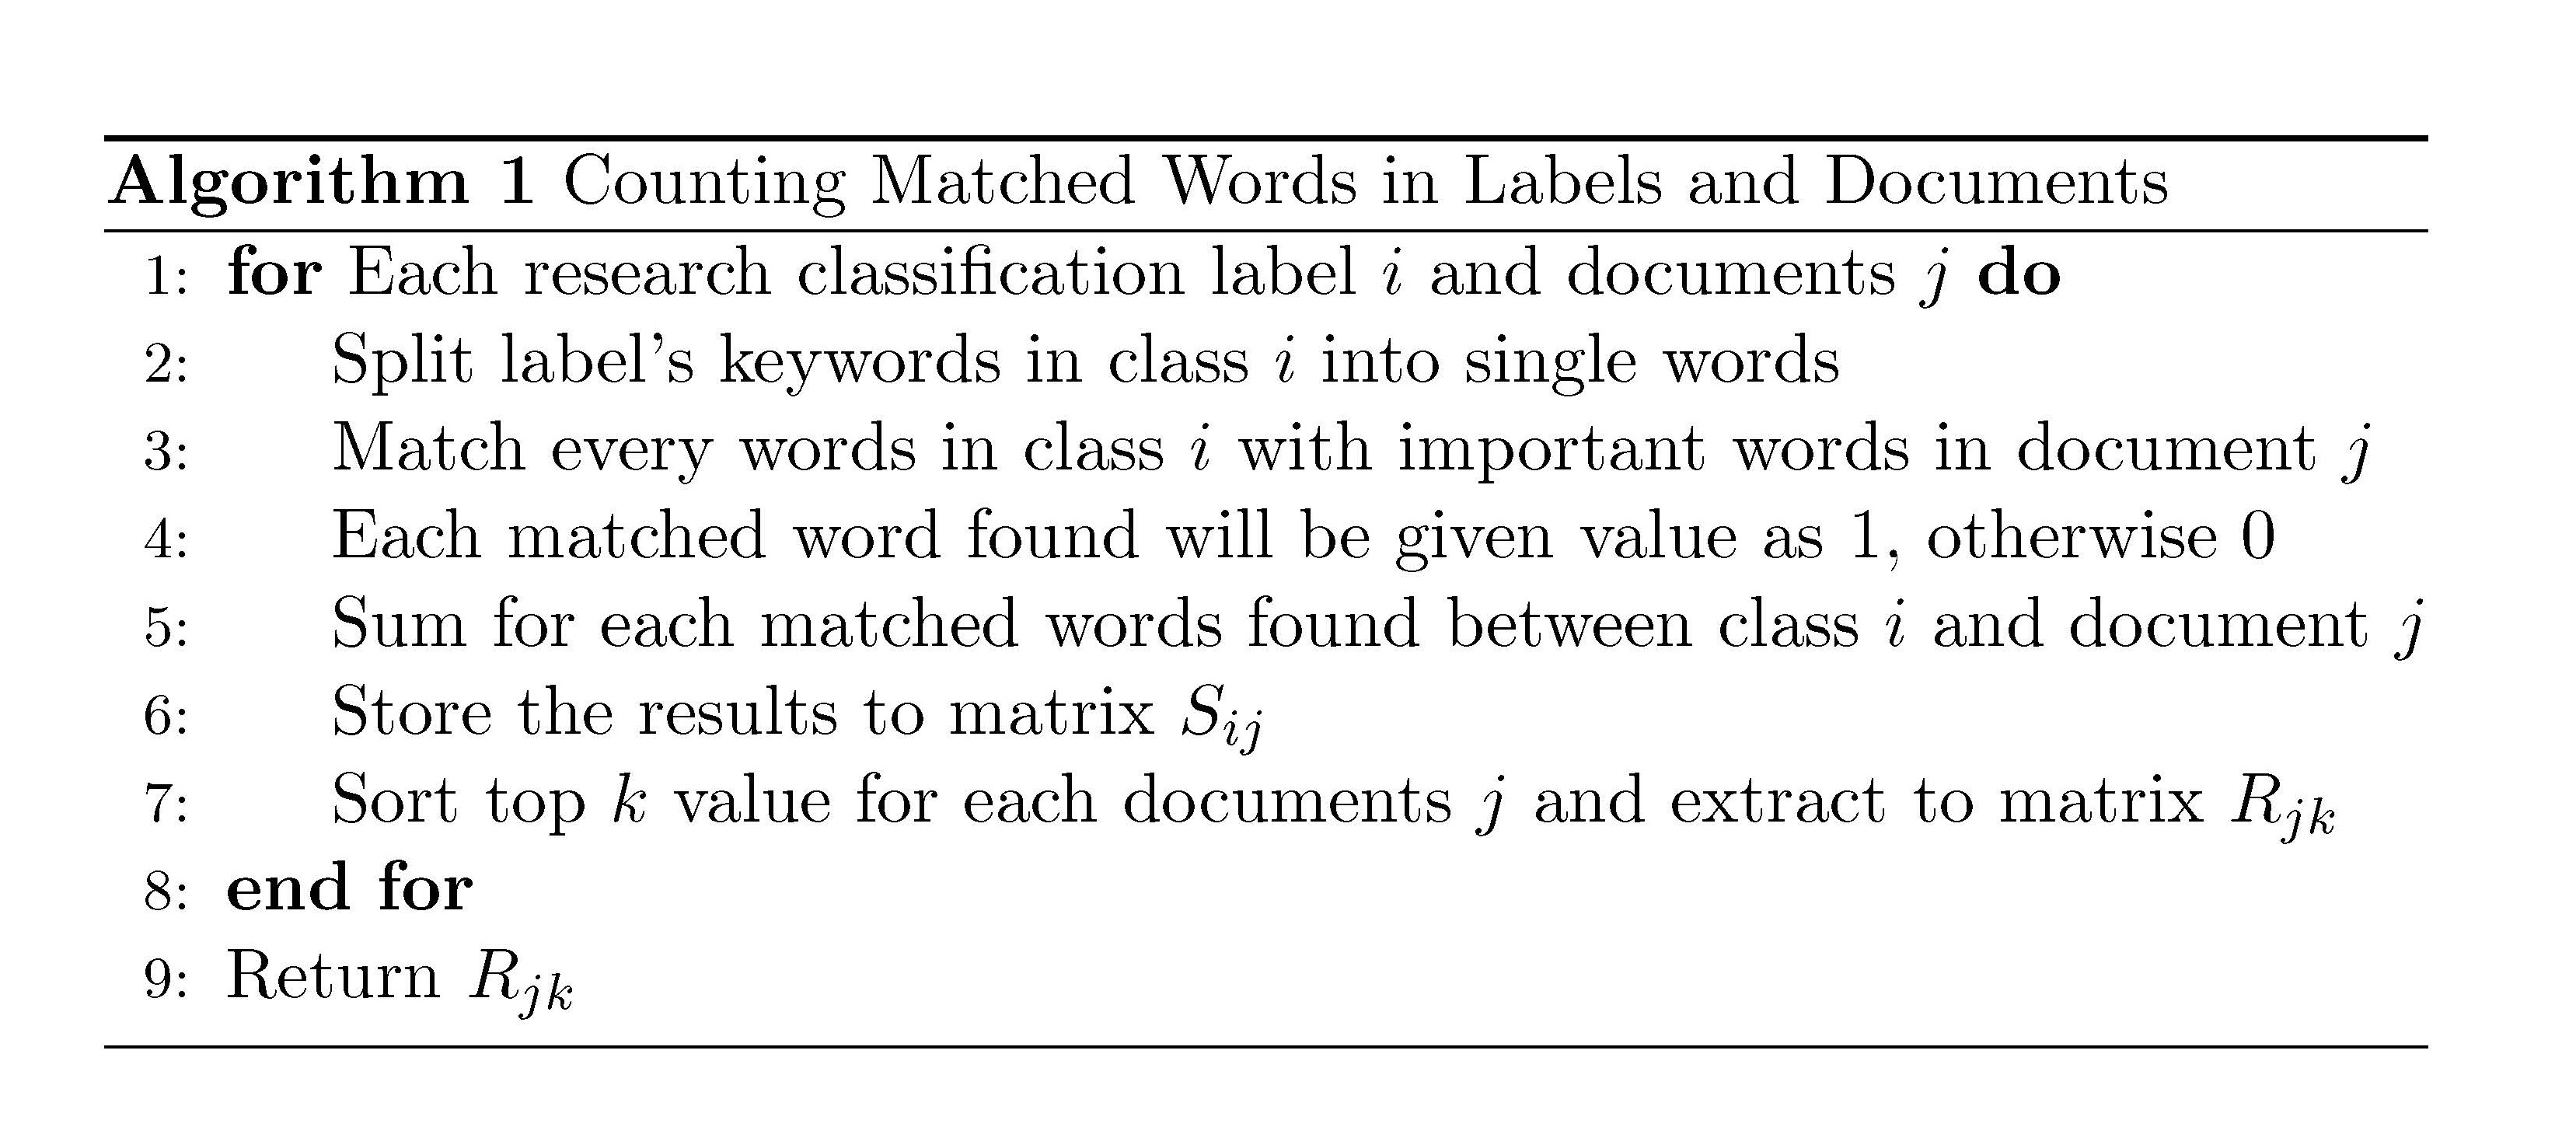 Algorithm 1 Counting Matched Words in Labels and Documents
1: for Each research classification label i and documents j do
2: Split label's keywords in class i into single words
3: Match every words in class i with important words in document j
4: Each matched word found will be given value as 1, otherwise 0
5: Sum for each matched words found between class i and document j
6: Store the results to matrix S_{ij}
7: Sort top k value for each documents j and extract to matrix R_{jk}
8: end for
9: Return R_{jk}